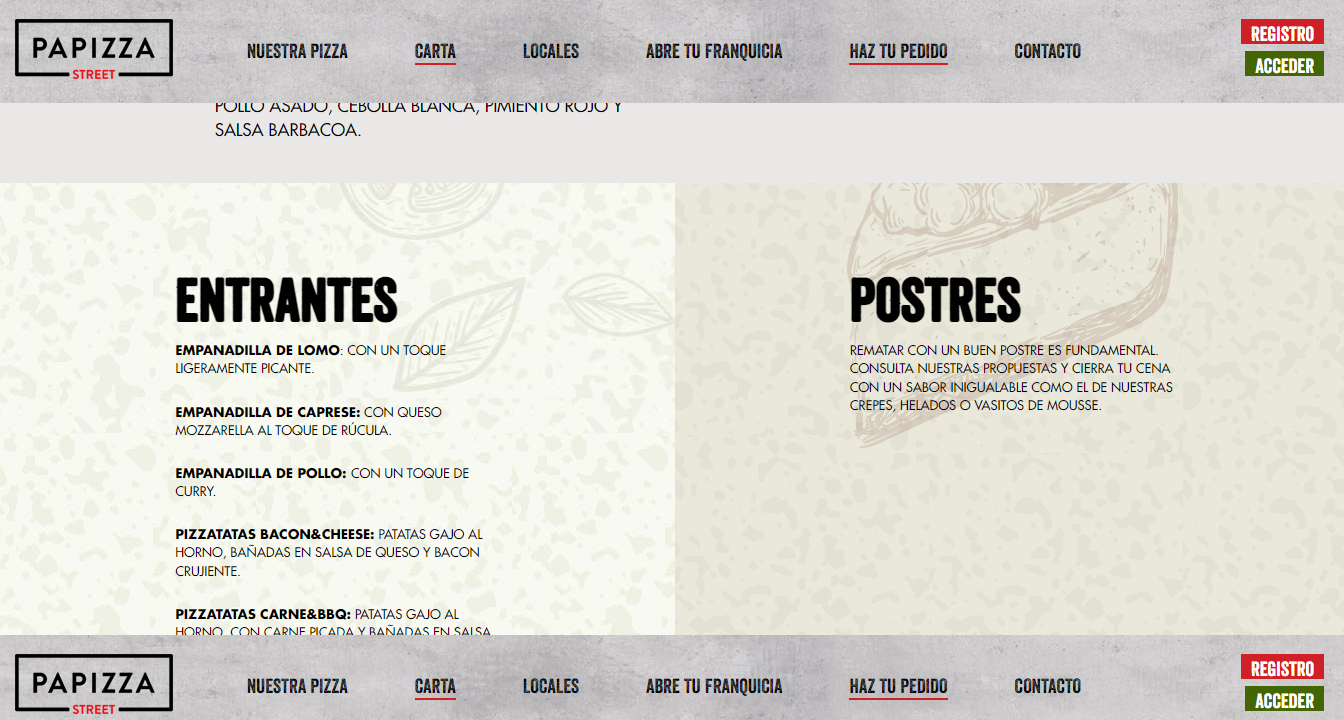 PAPIZZA
STREET
NUESTRA PIZZA
CARTA
LOCALES
ABRE TU FRANQUICIA
HAZ TU PEDIDO
CONTACTO
REGISTRO
ACCEDER
POLLO ASADO, CEBOLLA BLANCA, PIMIENTO ROJO Y
SALSA BARBACOA.
ENTRANTES
EMPANADILLA DE LOMO: CON UN TOQUE
LIGERAMENTE PICANTE.
EMPANADILLA DE CAPRESE: CON QUESO
MOZZARELLA AL TOQUE DE RÚCULA.
EMPANADILLA DE POLLO: CON UN TOQUE DE
CURRY.
PIZZATATAS BACON&CHEESE: PATATAS GAJO AL
HORNO, BAÑADAS EN SALSA DE QUESO Y BACON
CRUJIENTE.
PIZZATATAS CARNE&BBQ: PATATAS GAJO AL
HORNO, CON CARNE PICADA Y BAÑADAS EN SALSA
POSTRES
REMATAR CON UN BUEN POSTRE ES FUNDAMENTAL.
CONSULTA NUESTRAS PROPUESTAS Y CIERRA TU CENA
CON UN SABOR INIGUALABLE COMO EL DE NUESTRAS
CREPES, HELADOS O VASITOS DE MOUSSE.
PAPIZZA
STREET
NUESTRA PIZZA
CARTA
LOCALES
ABRE TU FRANQUICIA
HAZ TU PEDIDO
CONTACTO
REGISTRO
ACCEDER